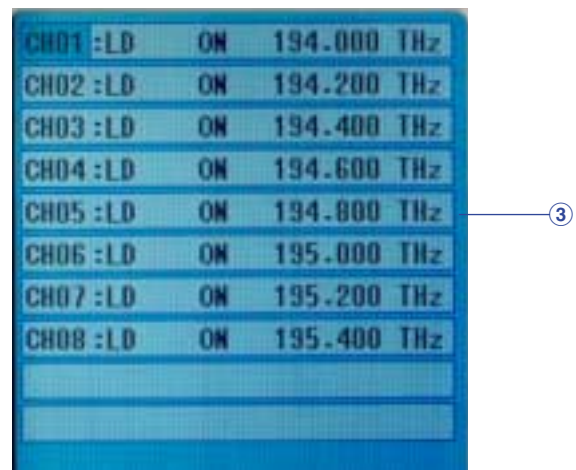 CH01:LD ON 194.000 THz
CH02:LD ON 194.200 THz
CH03:LD ON 194.400 THz
CH04:LD ON 194.600 THz
CH05:LD ON 194.800 THz
③
CH06:LD ON 195.000 THz
CH07:LD ON 195.200 THz
CH08:LD ON 195.400 THz